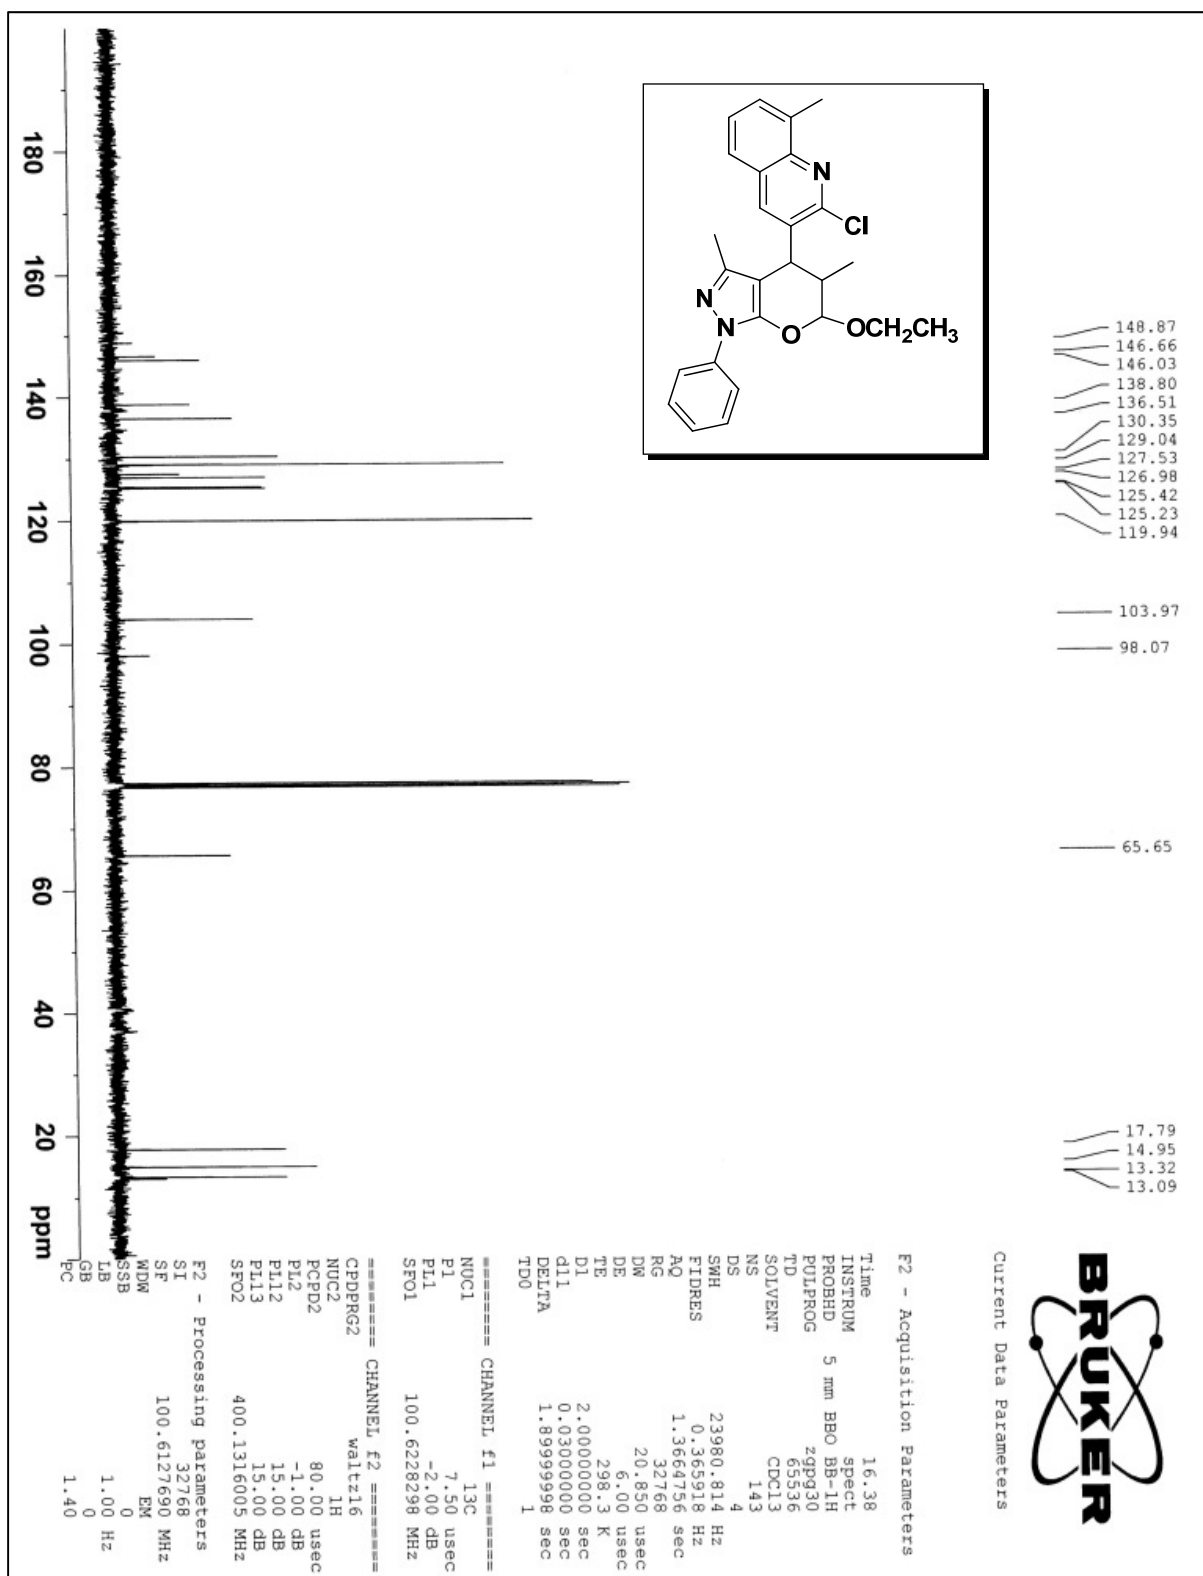 180
160
140
120
100
80
60
40
20
ppm
N
Cl
N
N
O
OCH2CH3
148.87
146.66
146.03
138.80
136.51
130.35
129.04
127.53
126.98
125.42
125.23
119.94
103.97
98.07
65.65
17.79
14.95
13.32
13.09
BRUKER
Current Data Parameters
F2 - Acquisition Parameters
Time 16.38
INSTRUM spect
PROBHD 5 mm BBO BB-1H
PULPROG zgpg30
TD 65536
SOLVENT CDCl3
NS 143
DS 4
SWH 23980.814 Hz
FIDRES 0.365918 Hz
AQ 1.3664756 sec
RG 32768
DW 20.850 usec
DE 6.00 usec
TE 298.3 K
D1 2.00000000 sec
d11 0.03000000 sec
DELTA 1.89999998 sec
TD0 1
======== CHANNEL f1 ========
NUC1 13C
P1 7.50 usec
PL1 -2.00 dB
SFO1 100.6228298 MHz
======== CHANNEL f2 ========
CPDPRG2 waltz16
NUC2 1H
PCPD2 80.00 usec
PL2 -1.00 dB
PL12 15.00 dB
PL13 15.00 dB
SFO2 400.1316005 MHz
F2 - Processing parameters
SI 32768
SF 100.6127690 MHz
WDW EM
SSB 0
LB 1.00 Hz
GB 0
PC 1.40